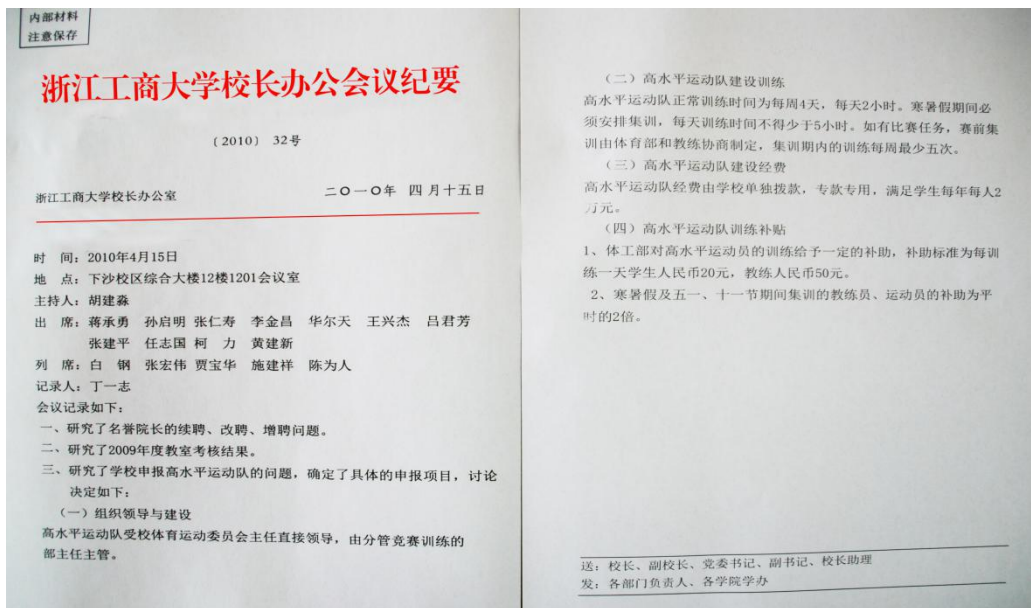 内部材料
注意保存
浙江工商大学校长办公会议纪要
〔2010〕 32号
浙江工商大学校长办公室 二〇一〇年 四月十五日
时 间：2010年4月15日
地 点：下沙校区综合大楼12楼1201会议室
主持人：胡建淼
出 席：蒋承勇 孙启明 张仁寿 李金昌 华尔天 王兴杰 吕君芳
张建平 任志国 柯 力 黄建新
列 席：白 钢 张宏伟 贾宝华 施建祥 陈为人
记录人：丁一志
会议记录如下：
一、研究了名誉院长的续聘、改聘、增聘问题。
二、研究了2009年度教室考核结果。
三、研究了学校申报高水平运动队的问题，确定了具体的申报项目，讨论
决定如下：
（一）组织领导与建设
高水平运动队受校体育运动委员会主任直接领导，由分管竞赛训练的
部主任主管。
（二）高水平运动队建设训练
高水平运动队正常训练时间为每周4天，每天2小时。寒暑假期间必
须安排集训，每天训练时间不得少于5小时。如有比赛任务，赛前集
训由体育部和教练协商制定，集训期内的训练每周最少五次。
（三）高水平运动队建设经费
高水平运动队经费由学校单独拨款，专款专用，满足学生每年每人2
万元。
（四）高水平运动队训练补贴
1、体工部对高水平运动员的训练给予一定的补助，补助标准为每训
练一天学生人民币20元，教练人民币50元。
2、寒暑假及五一、十一节期间集训的教练员、运动员的补助为平
时的2倍。
送：校长、副校长、党委书记、副书记、校长助理
发：各部门负责人、各学院学办